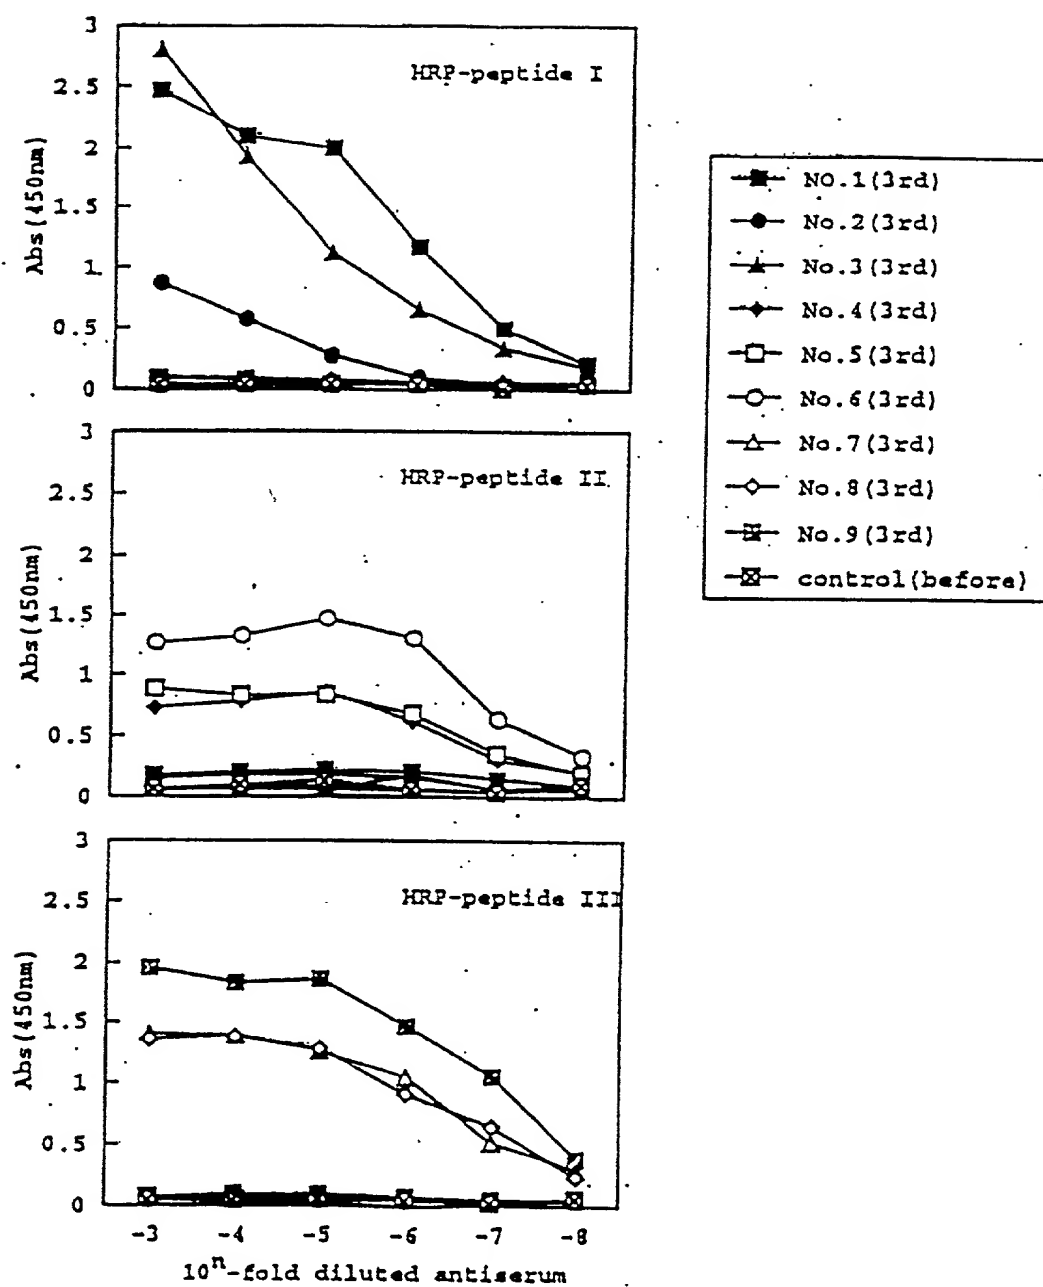 3
HRP-peptide I
2.5
2
1.5
1
0.5
0
Abs(450nm)
NO.1(3rd)
No.2(3rd)
No.3(3rd)
No.4(3rd)
No.5(3rd)
No.6(3rd)
No.7(3rd)
No.8(3rd)
No.9(3rd)
control(before)
3
HRP-peptide II
2.5
2
1.5
1
0.5
0
Abs(450nm)
3
HRP-peptide III
2.5
2
1.5
1
0.5
0
Abs(450nm)
-3 -4 -5 -6 -7 -8
10ⁿ-fold diluted antiserum